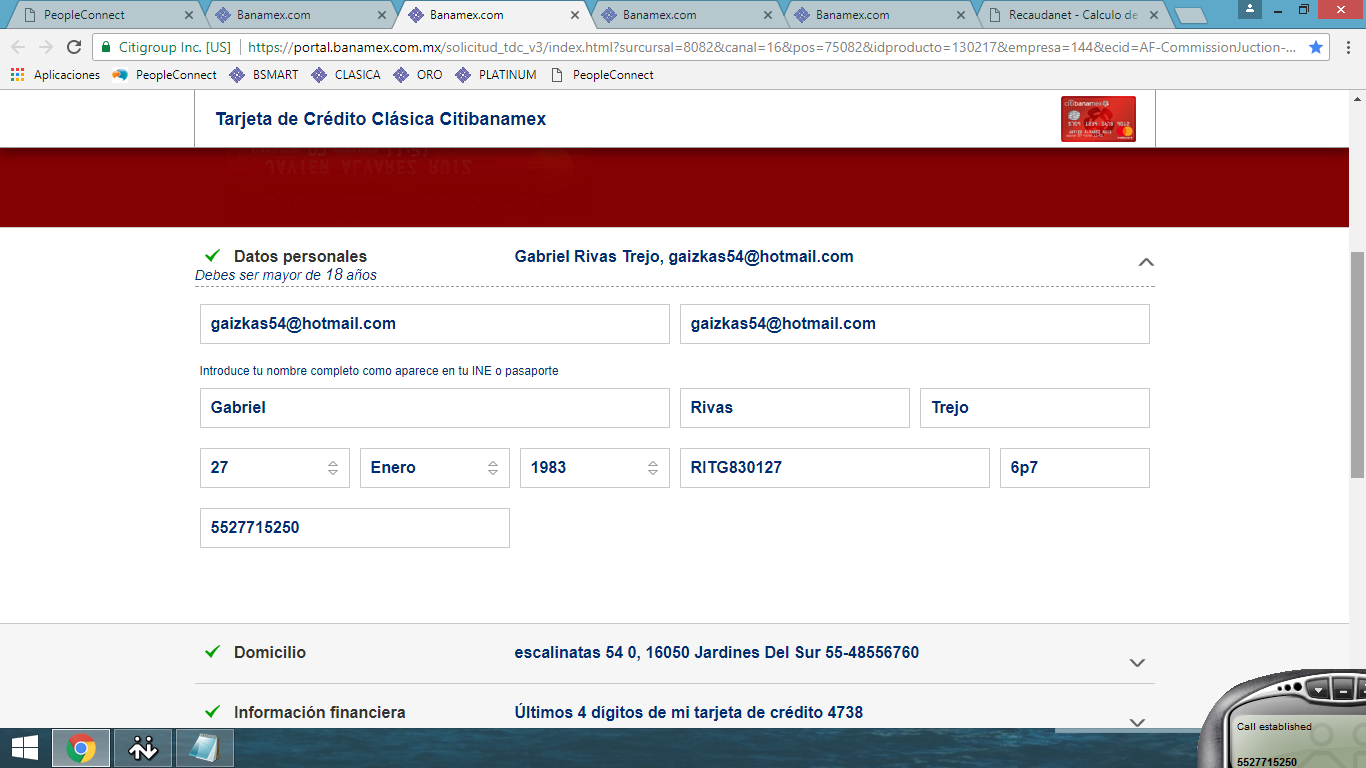 PeopleConnect
Banamex.com
Banamex.com
Banamex.com
Banamex.com
Recaudanet - Calculo de
Citigroup Inc. [US]
https://portal.banamex.com.mx/solicitud_tdc_v3/index.html?surcursal=8082&canal=16&pos=75082&idproducto=130217&empresa=144&ecid=AF-CommissionJuction-...
Aplicaciones PeopleConnect BSMART CLASICA ORO PLATINUM PeopleConnect
Tarjeta de Crédito Clásica Citibanamex
citibanamex
JAVIER ALVAREZ RUIZ
Datos personales
Gabriel Rivas Trejo, gaizkas54@hotmail.com
Debes ser mayor de 18 años
gaizkas54@hotmail.com
gaizkas54@hotmail.com
Introduce tu nombre completo como aparece en tu INE o pasaporte
Gabriel
Rivas
Trejo
27
Enero
1983
RITG830127
6p7
5527715250
Domicilio
escalinatas 54 0, 16050 Jardines Del Sur 55-48556760
Información financiera
Últimos 4 dígitos de mi tarjeta de crédito 4738
Call established
5527715250